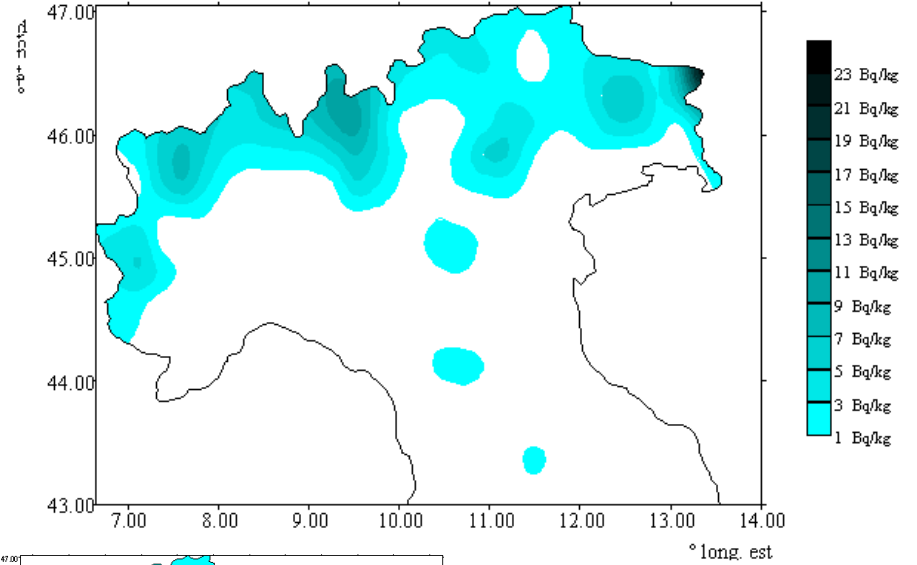 47.00
46.00
45.00
44.00
43.00
7.00 8.00 9.00 10.00 11.00 12.00 13.00 14.00
° long. est
23 Bq/kg
21 Bq/kg
19 Bq/kg
17 Bq/kg
15 Bq/kg
13 Bq/kg
11 Bq/kg
9 Bq/kg
7 Bq/kg
5 Bq/kg
3 Bq/kg
1 Bq/kg
47.00